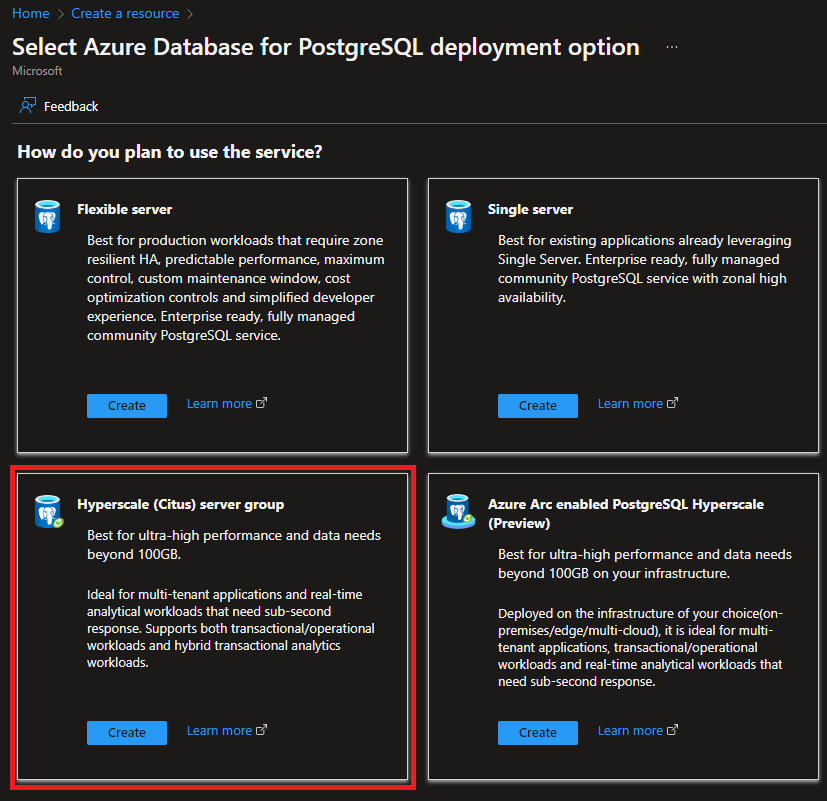 Home > Create a resource >
Select Azure Database for PostgreSQL deployment option ...
Microsoft
Feedback
How do you plan to use the service?
Flexible server
Best for production workloads that require zone
resilient HA, predictable performance, maximum
control, custom maintenance window, cost
optimization controls and simplified developer
experience. Enterprise ready, fully managed
community PostgreSQL service.
Create
Learn more
Single server
Best for existing applications already leveraging
Single Server. Enterprise ready, fully managed
community PostgreSQL service with zonal high
availability.
Create
Learn more
Hyperscale (Citus) server group
Best for ultra-high performance and data needs
beyond 100GB.
Ideal for multi-tenant applications and real-time
analytical workloads that need sub-second
response. Supports both transactional/operational
workloads and hybrid transactional analytics
workloads.
Create
Learn more
Azure Arc enabled PostgreSQL Hyperscale
(Preview)
Best for ultra-high performance and data needs
beyond 100GB on your infrastructure.
Deployed on the infrastructure of your choice(on-
premises/edge/multi-cloud), it is ideal for multi-
tenant applications, transactional/operational
workloads and real-time analytical workloads that
need sub-second response.
Create
Learn more